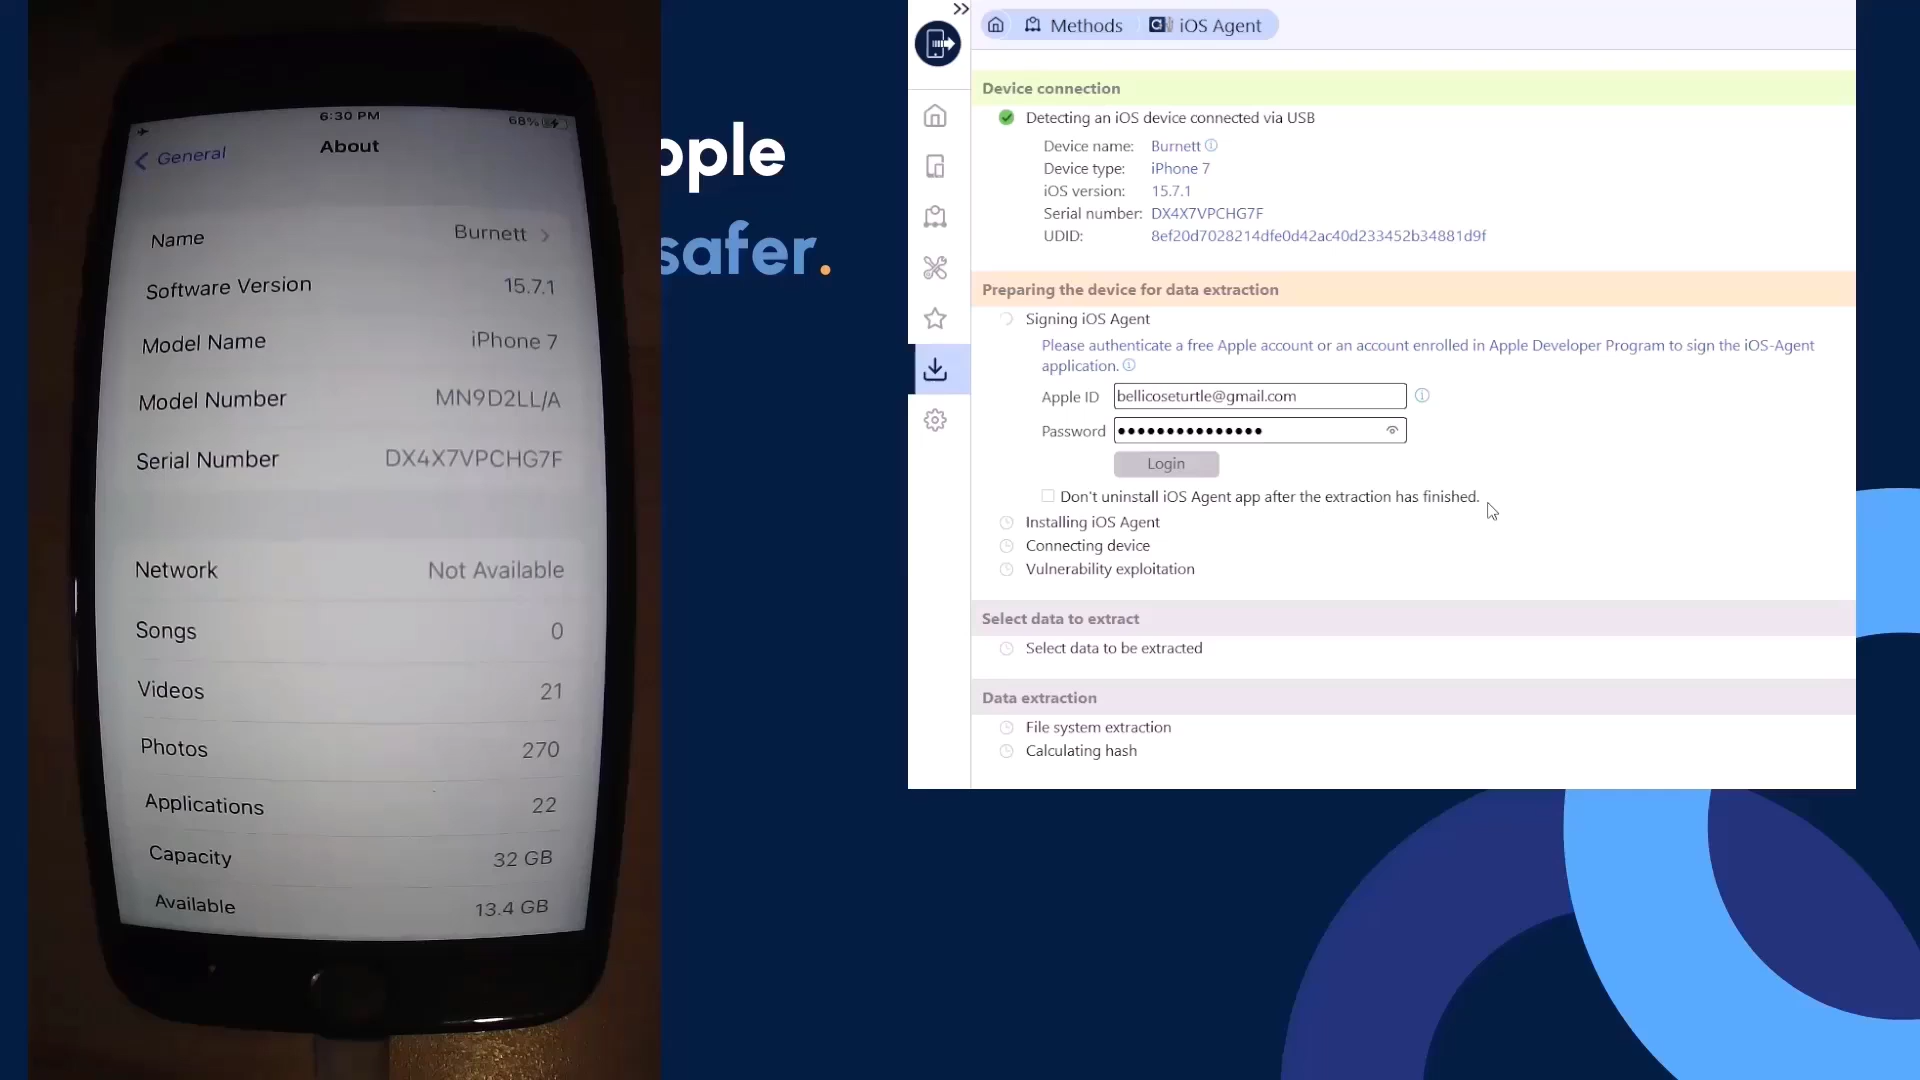 6:30 PM
68%
General
About
Name
Burnett
Software Version
15.7.1
Model Name
iPhone 7
Model Number
MN9D2LL/A
Serial Number
DX4X7VPCHG7F
Network
Not Available
Songs
0
Videos
21
Photos
270
Applications
22
Capacity
32 GB
Available
13.4 GB
pple
safer.
Methods
iOS Agent
Device connection
Detecting an iOS device connected via USB
Device name: Burnett
Device type: iPhone 7
iOS version: 15.7.1
Serial number: DX4X7VPCHG7F
UDID: 8ef20d7028214dfe0d42ac40d233452b34881d9f
Preparing the device for data extraction
Signing iOS Agent
Please authenticate a free Apple account or an account enrolled in Apple Developer Program to sign the iOS-Agent
application.
Apple ID bellicoseturtle@gmail.com
Password
Login
Don't uninstall iOS Agent app after the extraction has finished.
Installing iOS Agent
Connecting device
Vulnerability exploitation
Select data to extract
Select data to be extracted
Data extraction
File system extraction
Calculating hash